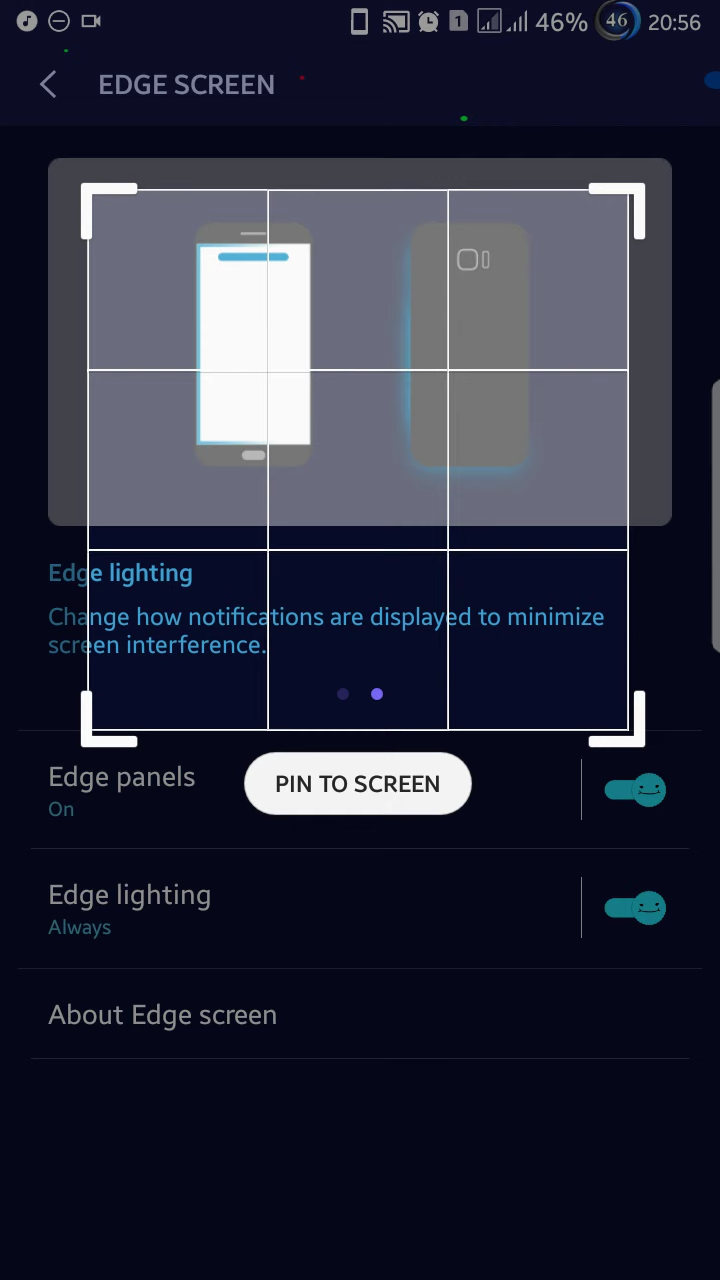 1 46% 46 20:56
EDGE SCREEN
Edge lighting
Change how notifications are displayed to minimize
screen interference.
PIN TO SCREEN
Edge panels
On
Edge lighting
Always
About Edge screen